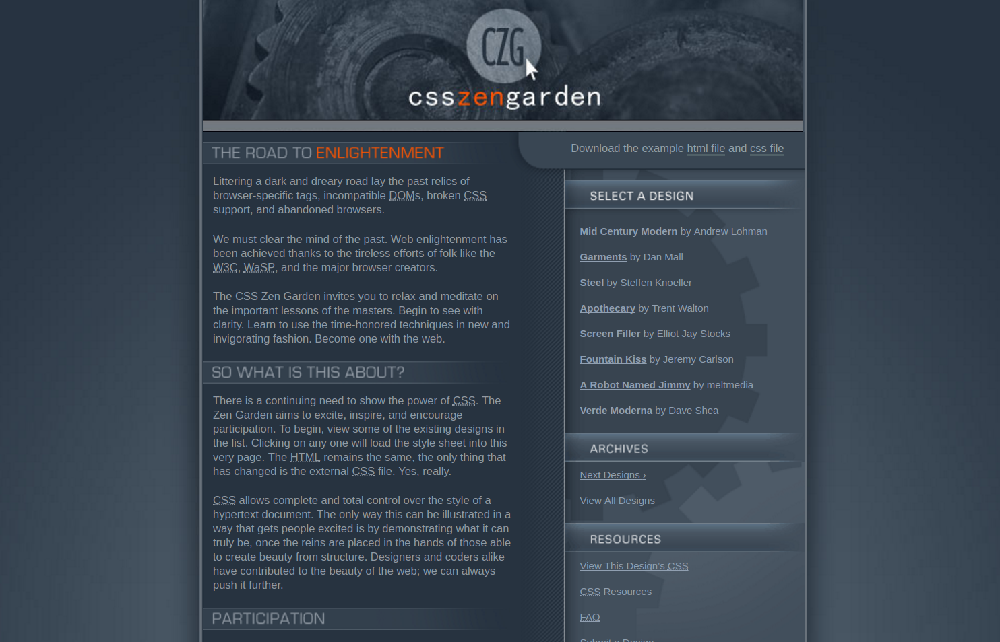 CZG
csszengarden
Download the example html file and css file
THE ROAD TO ENLIGHTENMENT
Littering a dark and dreary road lay the past relics of
browser-specific tags, incompatible DOMs, broken CSS
support, and abandoned browsers.
We must clear the mind of the past. Web enlightenment has
been achieved thanks to the tireless efforts of folk like the
W3C, WaSP, and the major browser creators.
The CSS Zen Garden invites you to relax and meditate on
the important lessons of the masters. Begin to see with
clarity. Learn to use the time-honored techniques in new and
invigorating fashion. Become one with the web.
SO WHAT IS THIS ABOUT?
There is a continuing need to show the power of CSS. The
Zen Garden aims to excite, inspire, and encourage
participation. To begin, view some of the existing designs in
the list. Clicking on any one will load the style sheet into this
very page. The HTML remains the same, the only thing that
has changed is the external CSS file. Yes, really.
CSS allows complete and total control over the style of a
hypertext document. The only way this can be illustrated in a
way that gets people excited is by demonstrating what it can
truly be, once the reins are placed in the hands of those able
to create beauty from structure. Designers and coders alike
have contributed to the beauty of the web; we can always
push it further.
PARTICIPATION
SELECT A DESIGN
Mid Century Modern by Andrew Lohman
Garments by Dan Mall
Steel by Steffen Knoeller
Apothecary by Trent Walton
Screen Filler by Elliot Jay Stocks
Fountain Kiss by Jeremy Carlson
A Robot Named Jimmy by meltmedia
Verde Moderna by Dave Shea
ARCHIVES
Next Designs ›
View All Designs
RESOURCES
View This Design's CSS
CSS Resources
FAQ
Submit a Design